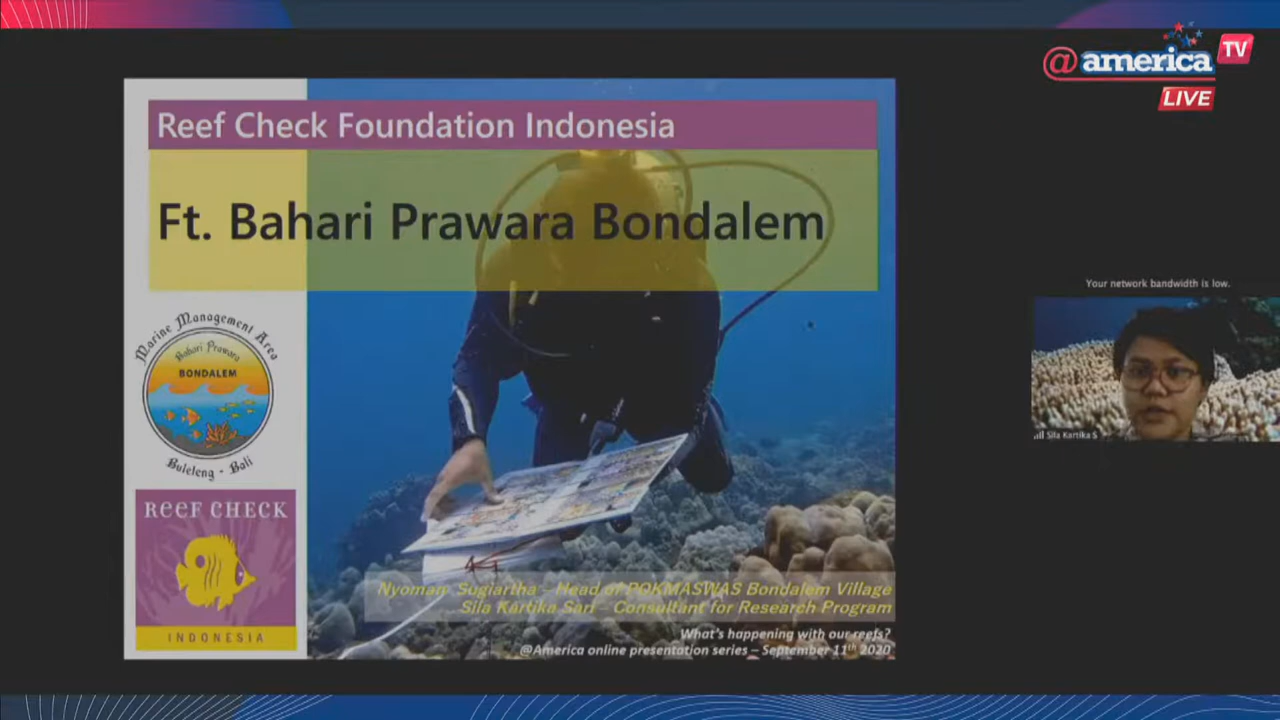 @america TV
LIVE
Reef Check Foundation Indonesia
Ft. Bahari Prawara Bondalem
Marine Management Area
Bahari Prawara
BONDALEM
Buleleng - Bali
REEF CHECK
INDONESIA
Nyoman Sugiartha – Head of POKMASWAS Bondalem Village
Sila Kartika Sari – Consultant for Research Program
What's happening with our reefs?
@America online presentation series – September 11th 2020
Your network bandwidth is low.
Sila Kartika S